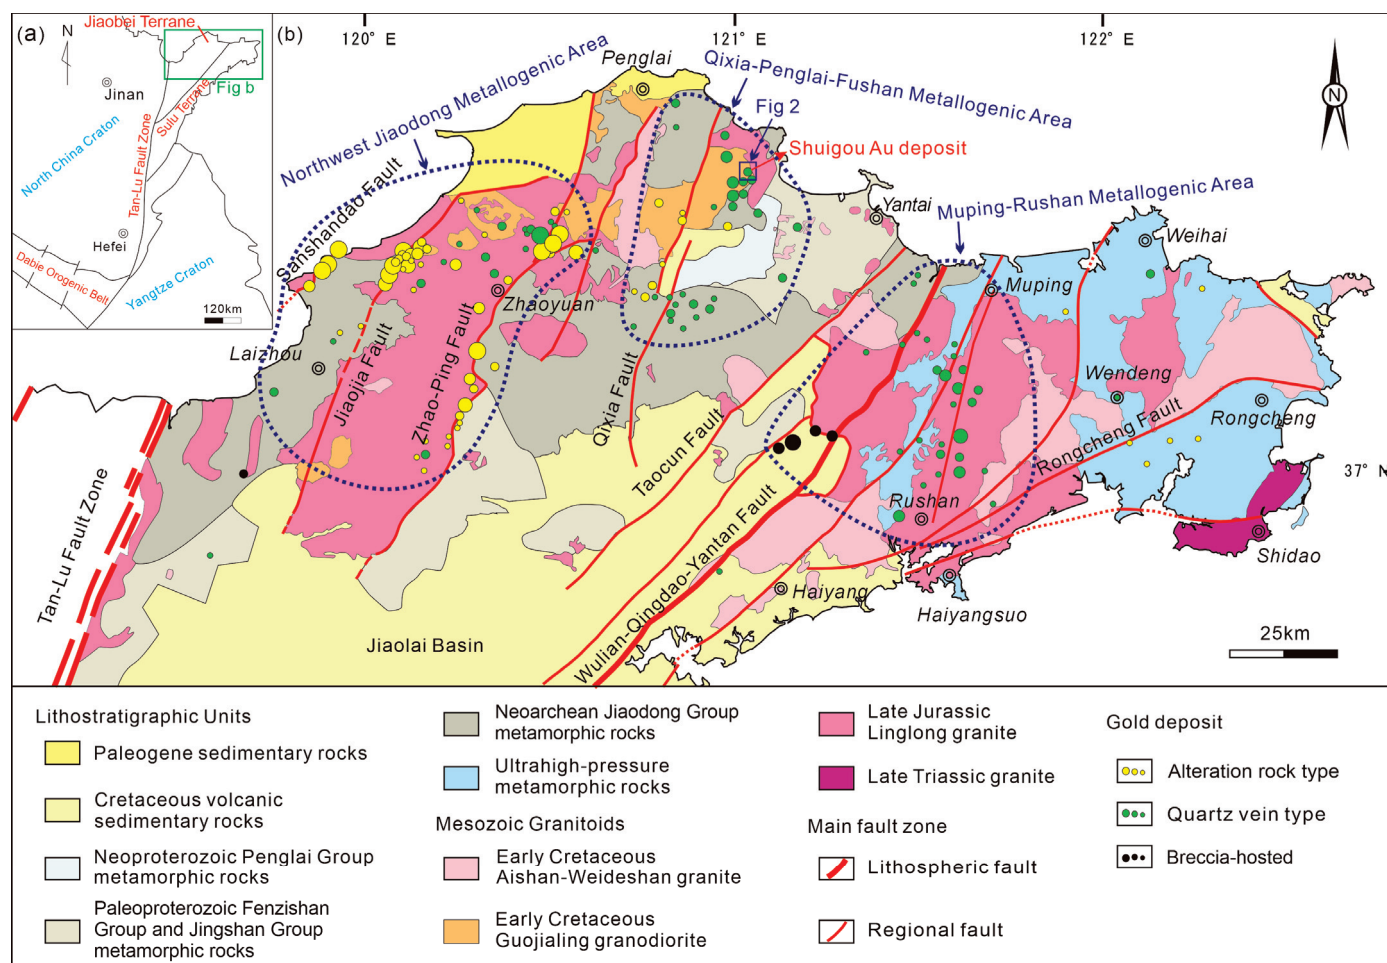 (a)
Jiaobei Terrane
N
Fig b
Jinan
Sulu Terrane
North China Craton
Tan-Lu Fault Zone
Hefei
Dabie Orogenic Belt
Yangtze Craton
120km
(b)
120° E
121° E
122° E
N
Penglai
Qixia-Penglai-Fushan Metallogenic Area
Fig 2
Northwest Jiaodong Metallogenic Area
Shuigou Au deposit
Muping-Rushan Metallogenic Area
Sanshandao Fault
Yantai
Weihai
Zhaoyuan
Muping
Laizhou
Jiaojia Fault
Zhao-Ping Fault
Qixia Fault
Wendeng
Rongcheng
Taocun Fault
Rongcheng Fault
37° N
Rushan
Tan-Lu Fault Zone
Wulian-Qingdao-Yantan Fault
Shidao
Haiyang
Haiyangsuo
Jiaolai Basin
25km
Lithostratigraphic Units
Paleogene sedimentary rocks
Cretaceous volcanic
sedimentary rocks
Neoproterozoic Penglai Group
metamorphic rocks
Paleoproterozoic Fenzishan
Group and Jingshan Group
metamorphic rocks
Neoarchean Jiaodong Group
metamorphic rocks
Ultrahigh-pressure
metamorphic rocks
Mesozoic Granitoids
Early Cretaceous
Aishan-Weideshan granite
Early Cretaceous
Guojialing granodiorite
Late Jurassic
Linglong granite
Late Triassic granite
Main fault zone
Lithospheric fault
Regional fault
Gold deposit
Alteration rock type
Quartz vein type
Breccia-hosted